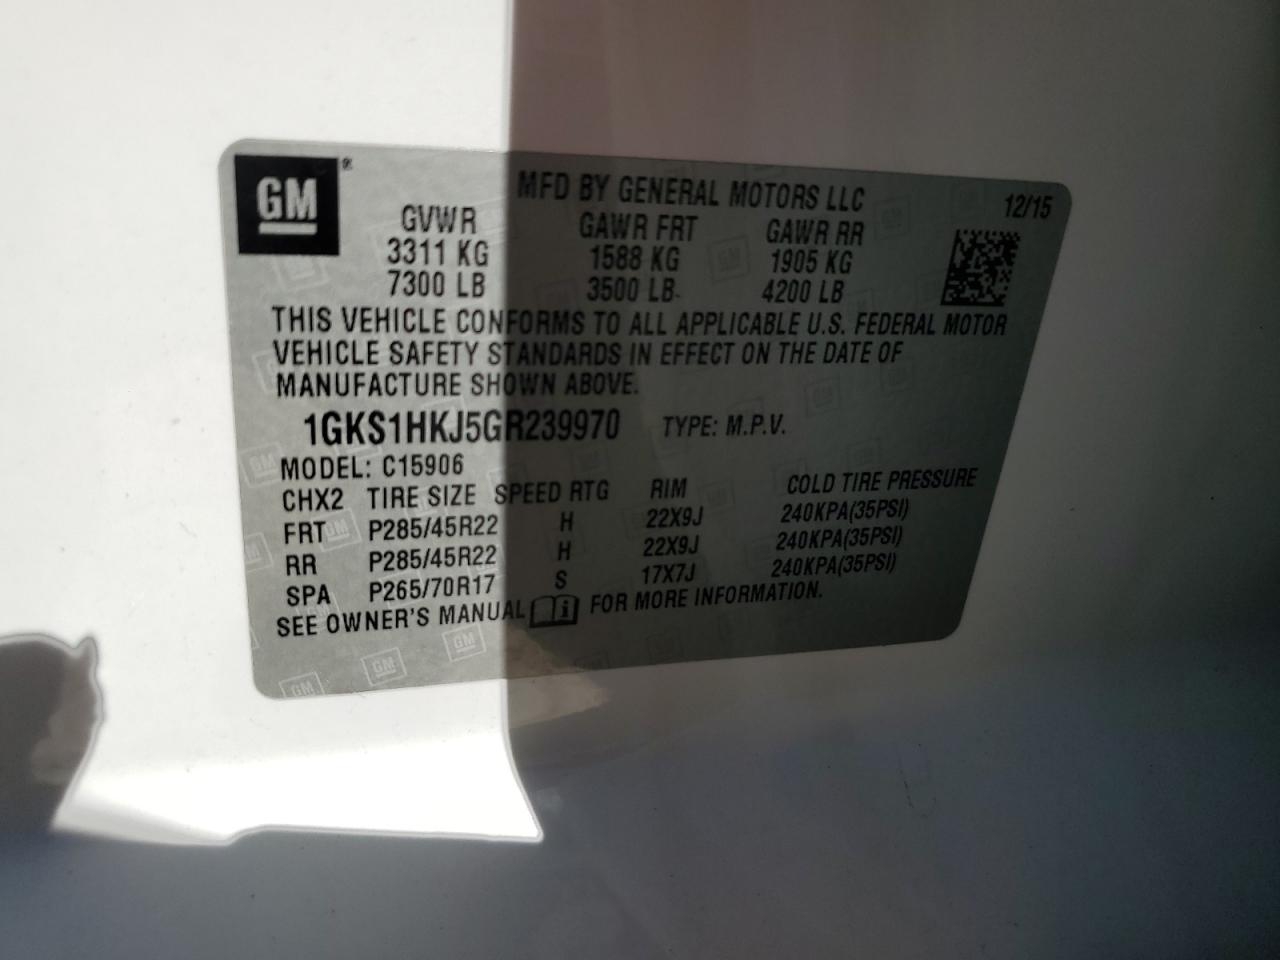 GM ®
MFD BY GENERAL MOTORS LLC 12/15
GVWR GAWR FRT GAWR RR
3311 KG 1588 KG 1905 KG
7300 LB 3500 LB 4200 LB
THIS VEHICLE CONFORMS TO ALL APPLICABLE U.S. FEDERAL MOTOR
VEHICLE SAFETY STANDARDS IN EFFECT ON THE DATE OF
MANUFACTURE SHOWN ABOVE.
1GKS1HKJ5GR239970 TYPE: M.P.V.
MODEL: C15906
CHX2 TIRE SIZE SPEED RTG RIM COLD TIRE PRESSURE
FRT P285/45R22 H 22X9J 240KPA(35PSI)
RR P285/45R22 H 22X9J 240KPA(35PSI)
SPA P265/70R17 S 17X7J 240KPA(35PSI)
SEE OWNER'S MANUAL i FOR MORE INFORMATION.